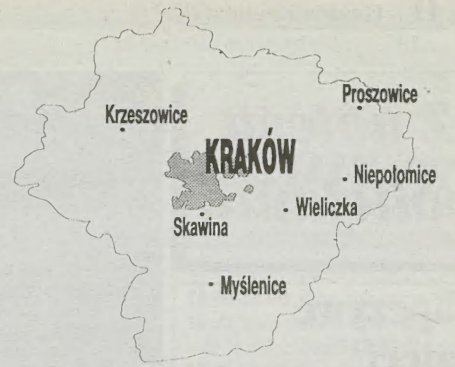 Proszowice
Krzeszowice
KRAKÓW
Niepołomice
Wieliczka
Skawina
Myślenice